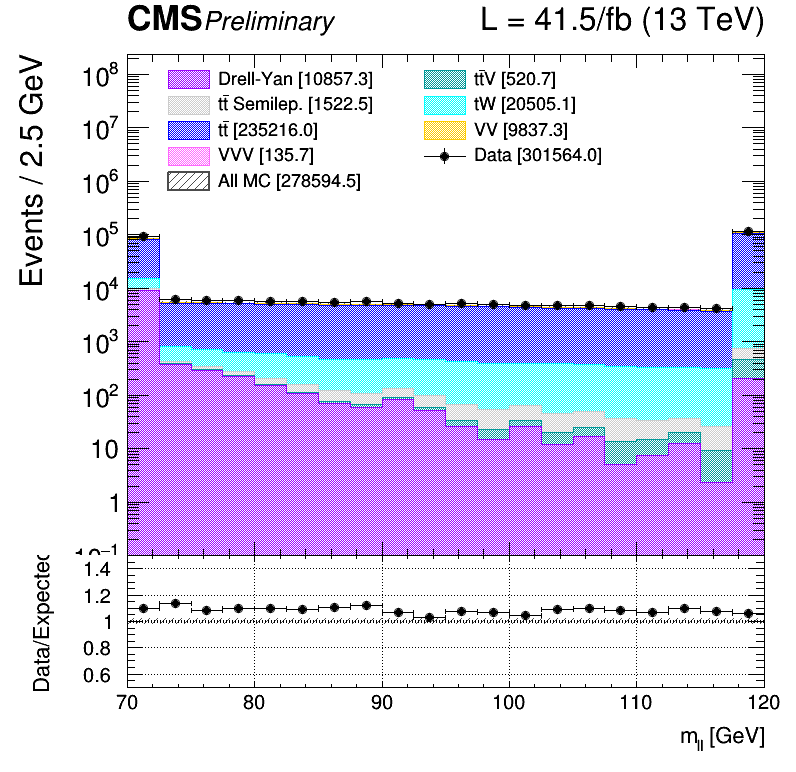 CMS Preliminary L = 41.5/fb (13 TeV)
Events / 2.5 GeV
Drell-Yan [10857.3]
tt̄V [520.7]
tt̄ Semilep. [1522.5]
tW [20505.1]
tt̄ [235216.0]
VV [9837.3]
VVV [135.7]
Data [301564.0]
All MC [278594.5]
10⁸
10⁷
10⁶
10⁵
10⁴
10³
10²
10
1
10⁻¹
Data/Expected
1.4
1.2
1
0.8
0.6
70 80 90 100 110 120
m_ll [GeV]